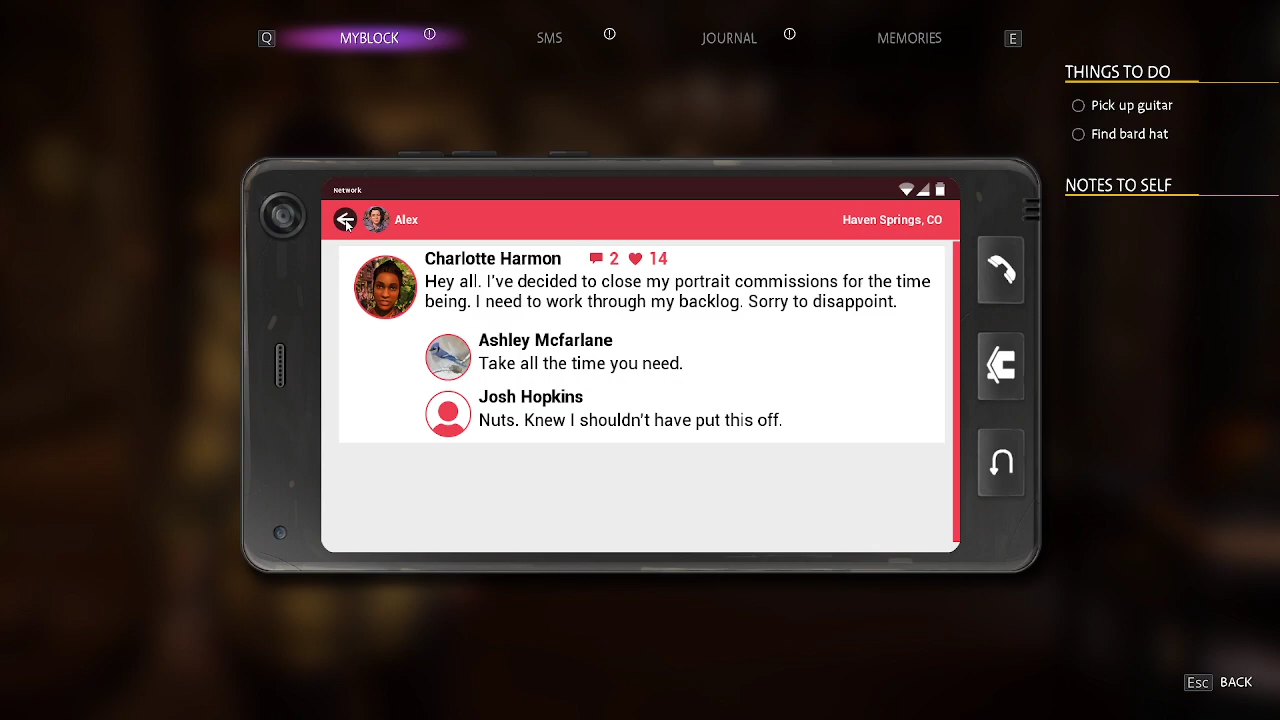 Q MYBLOCK SMS JOURNAL MEMORIES E
THINGS TO DO
Pick up guitar
Find bard hat
NOTES TO SELF
Network
Alex
Haven Springs, CO
Charlotte Harmon 2 14
Hey all. I've decided to close my portrait commissions for the time
being. I need to work through my backlog. Sorry to disappoint.
Ashley Mcfarlane
Take all the time you need.
Josh Hopkins
Nuts. Knew I shouldn't have put this off.
Esc BACK